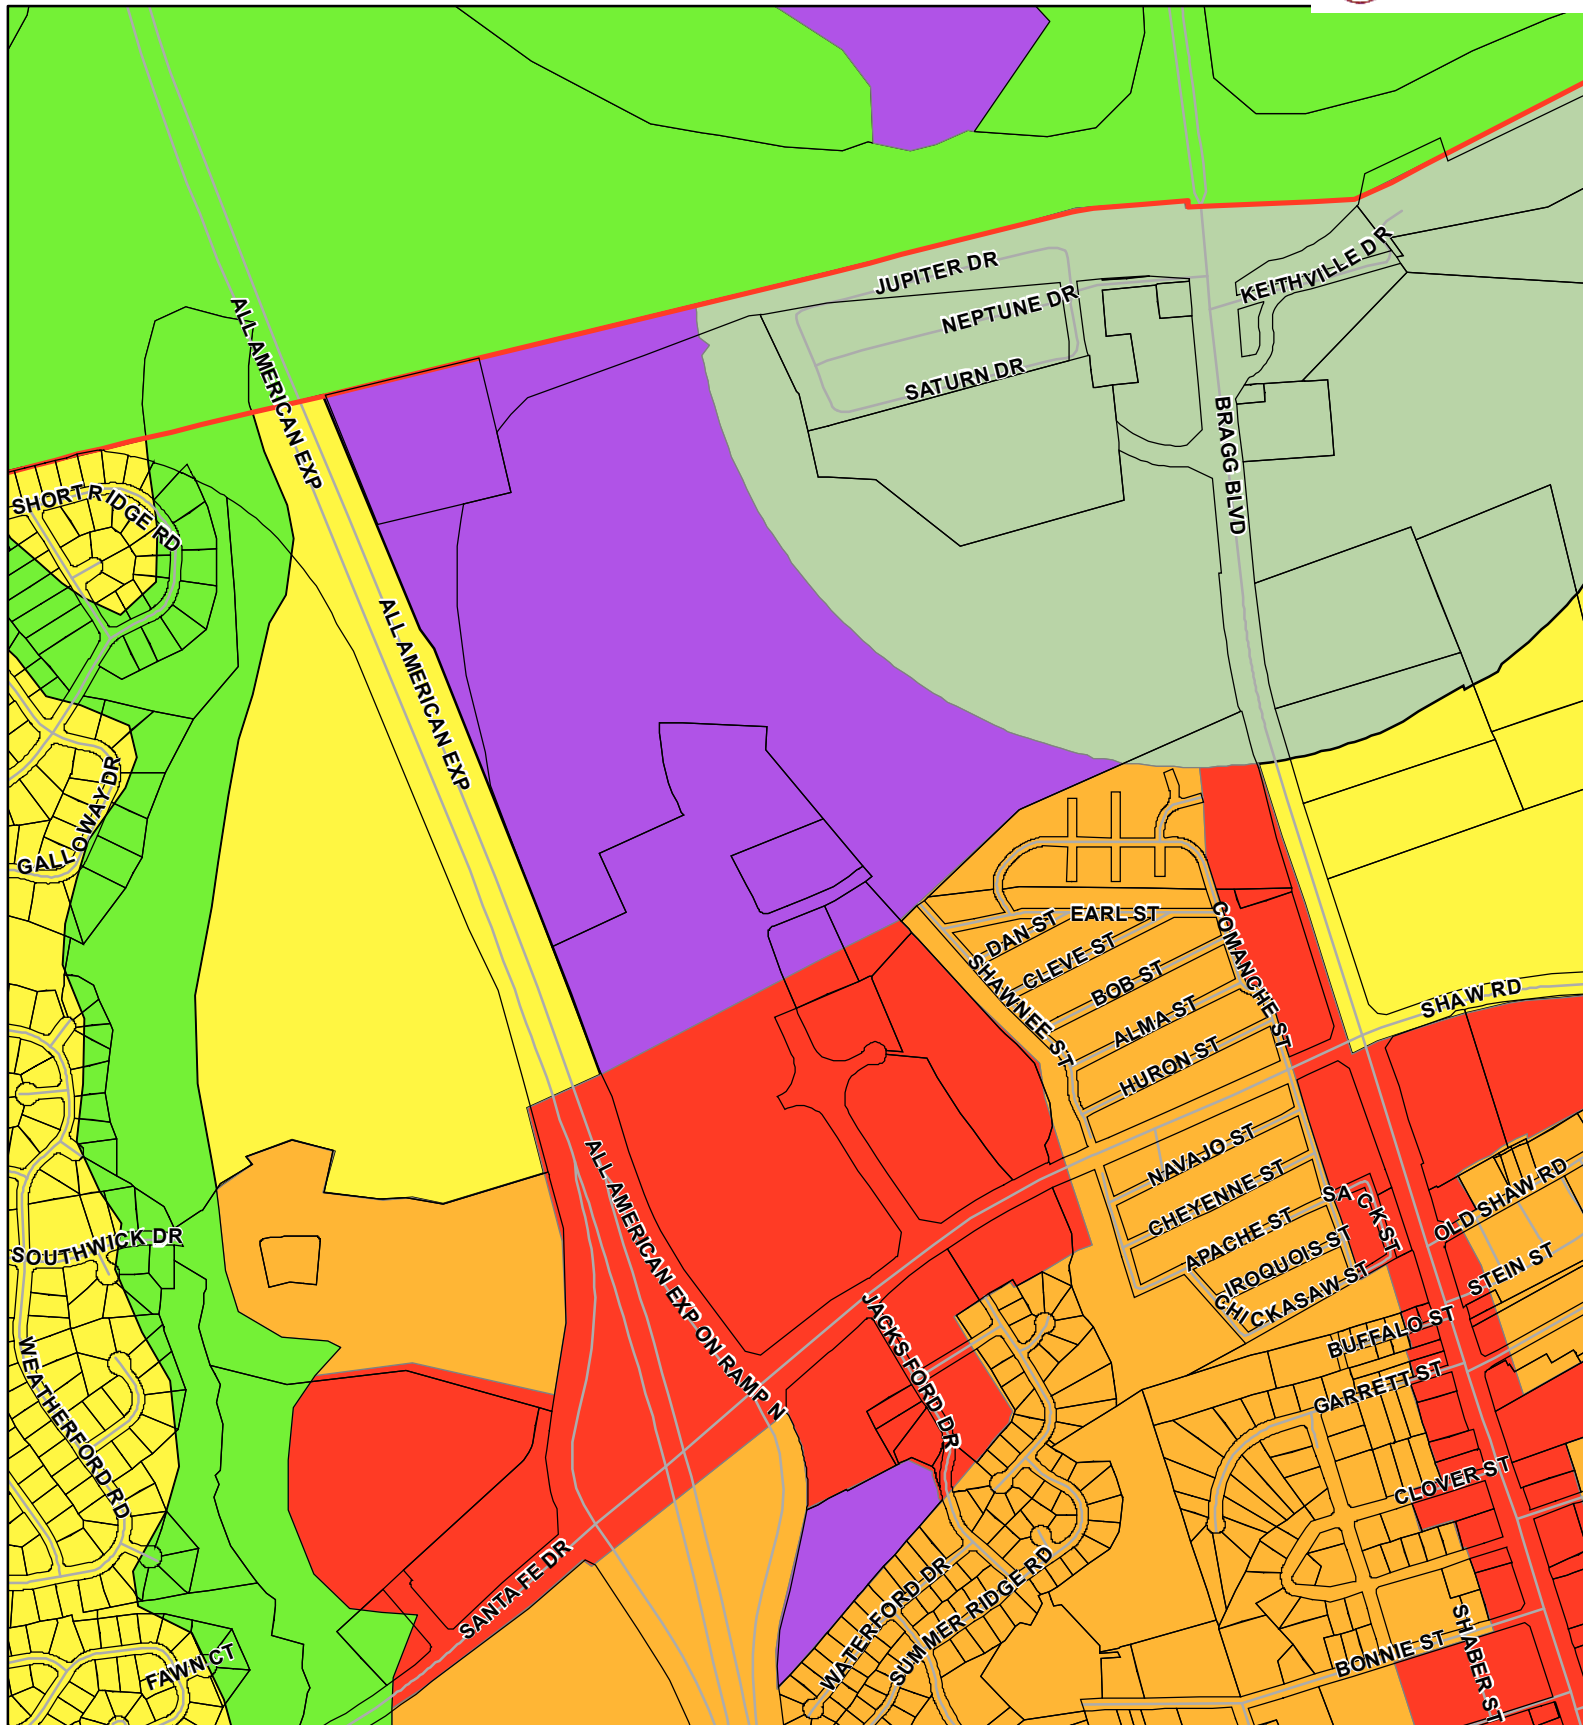 JUPITER DR
KEITHVILLE DR
NEPTUNE DR
ALL AMERICAN EXP
SATURN DR
BRAGG BLVD
SHORTRIDGE RD
ALL AMERICAN EXP
GALLOWAY DR
EARL ST
DAN ST
COMANCHE ST
CLEVE ST
SHAWNEE ST
BOB ST
SHAW RD
ALMA ST
HURON ST
ALL AMERICAN EXP ON RAMP N
NAVAJO ST
CHEYENNE ST
SACK ST
OLD SHAW RD
APACHE ST
SOUTHWICK DR
IROQUOIS ST
STEIN ST
CHICKASAW ST
JACKS FORD DR
BUFFALO ST
WEATHERFORD RD
GARRETT ST
CLOVER ST
SANTA FE DR
WATERFORD DR
SUMMER RIDGE RD
SHABER ST
BONNIE ST
FAWN CT